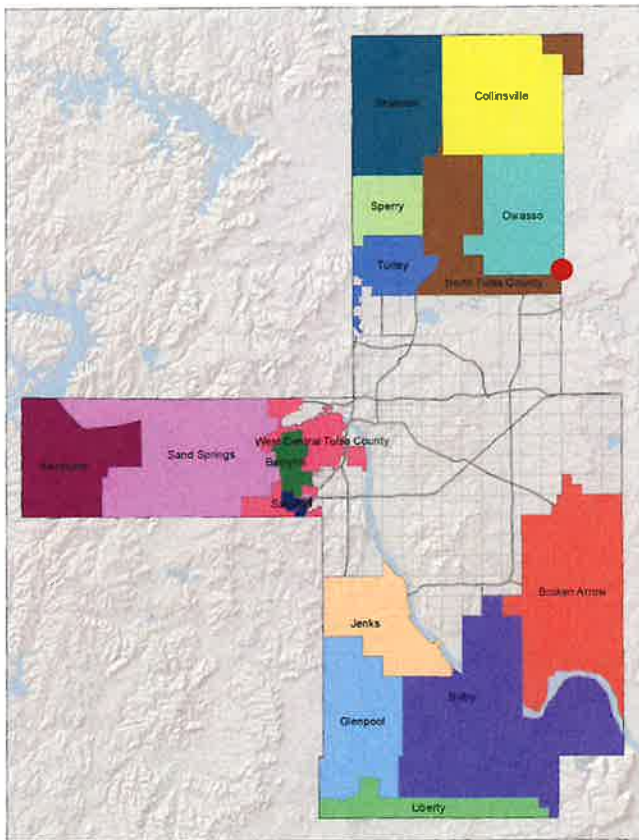 Collinsville
Skiatook
Sperry
Owasso
Turley
North Tulsa County
West Central Tulsa County
Sand Springs
Berryhill
Broken Arrow
Jenks
Bixby
Glenpool
Liberty